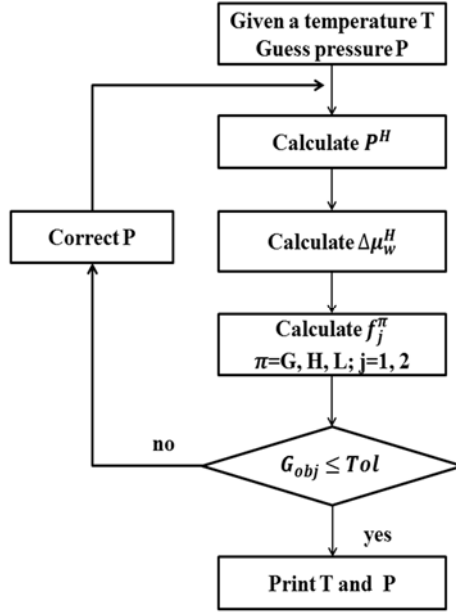 Given a temperature T
Guess pressure P
Calculate P^H
Correct P
Calculate Δμ_w^H
Calculate f_j^π
π=G, H, L; j=1, 2
no
G_obj ≤ Tol
yes
Print T and P